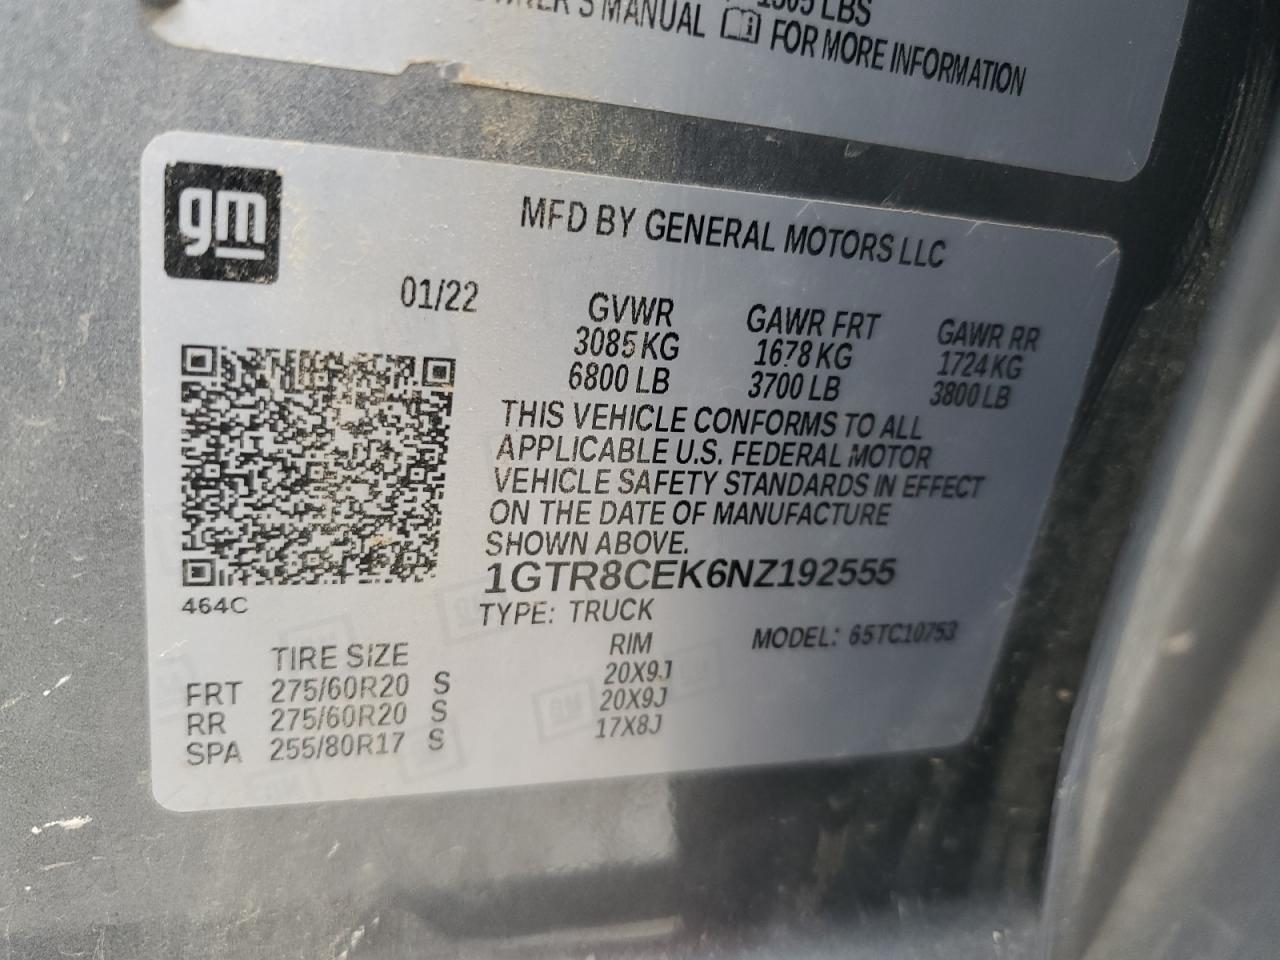 1365 LBS
OWNER'S MANUAL FOR MORE INFORMATION
gm
MFD BY GENERAL MOTORS LLC
01/22
GVWR GAWR FRT GAWR RR
3085 KG 1678 KG 1724 KG
6800 LB 3700 LB 3800 LB
THIS VEHICLE CONFORMS TO ALL
APPLICABLE U.S. FEDERAL MOTOR
VEHICLE SAFETY STANDARDS IN EFFECT
ON THE DATE OF MANUFACTURE
SHOWN ABOVE.
1GTR8CEK6NZ192555
464C
TYPE: TRUCK
MODEL: 65TC10753
TIRE SIZE RIM
FRT 275/60R20 S 20X9J
RR 275/60R20 S 20X9J
SPA 255/80R17 S 17X8J